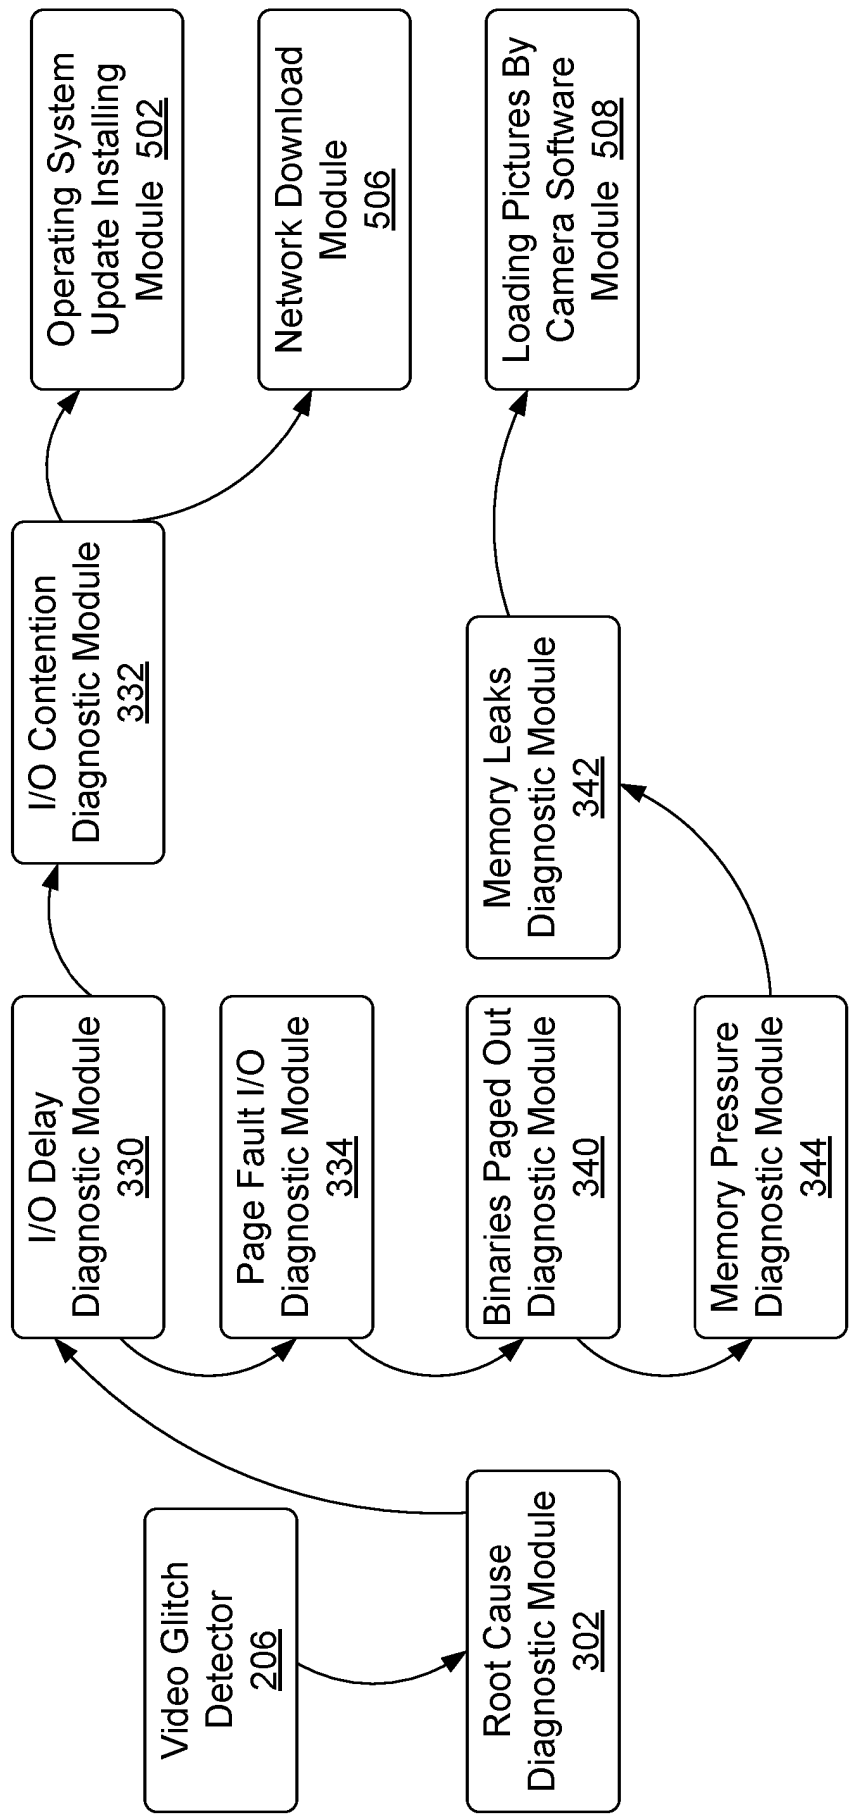 Video Glitch
Detector
206
Root Cause
Diagnostic Module
302
I/O Delay
Diagnostic Module
330
Page Fault I/O
Diagnostic Module
334
Binaries Paged Out
Diagnostic Module
340
Memory Pressure
Diagnostic Module
344
I/O Contention
Diagnostic Module
332
Memory Leaks
Diagnostic Module
342
Operating System
Update Installing
Module 502
Network Download
Module
506
Loading Pictures By
Camera Software
Module 508